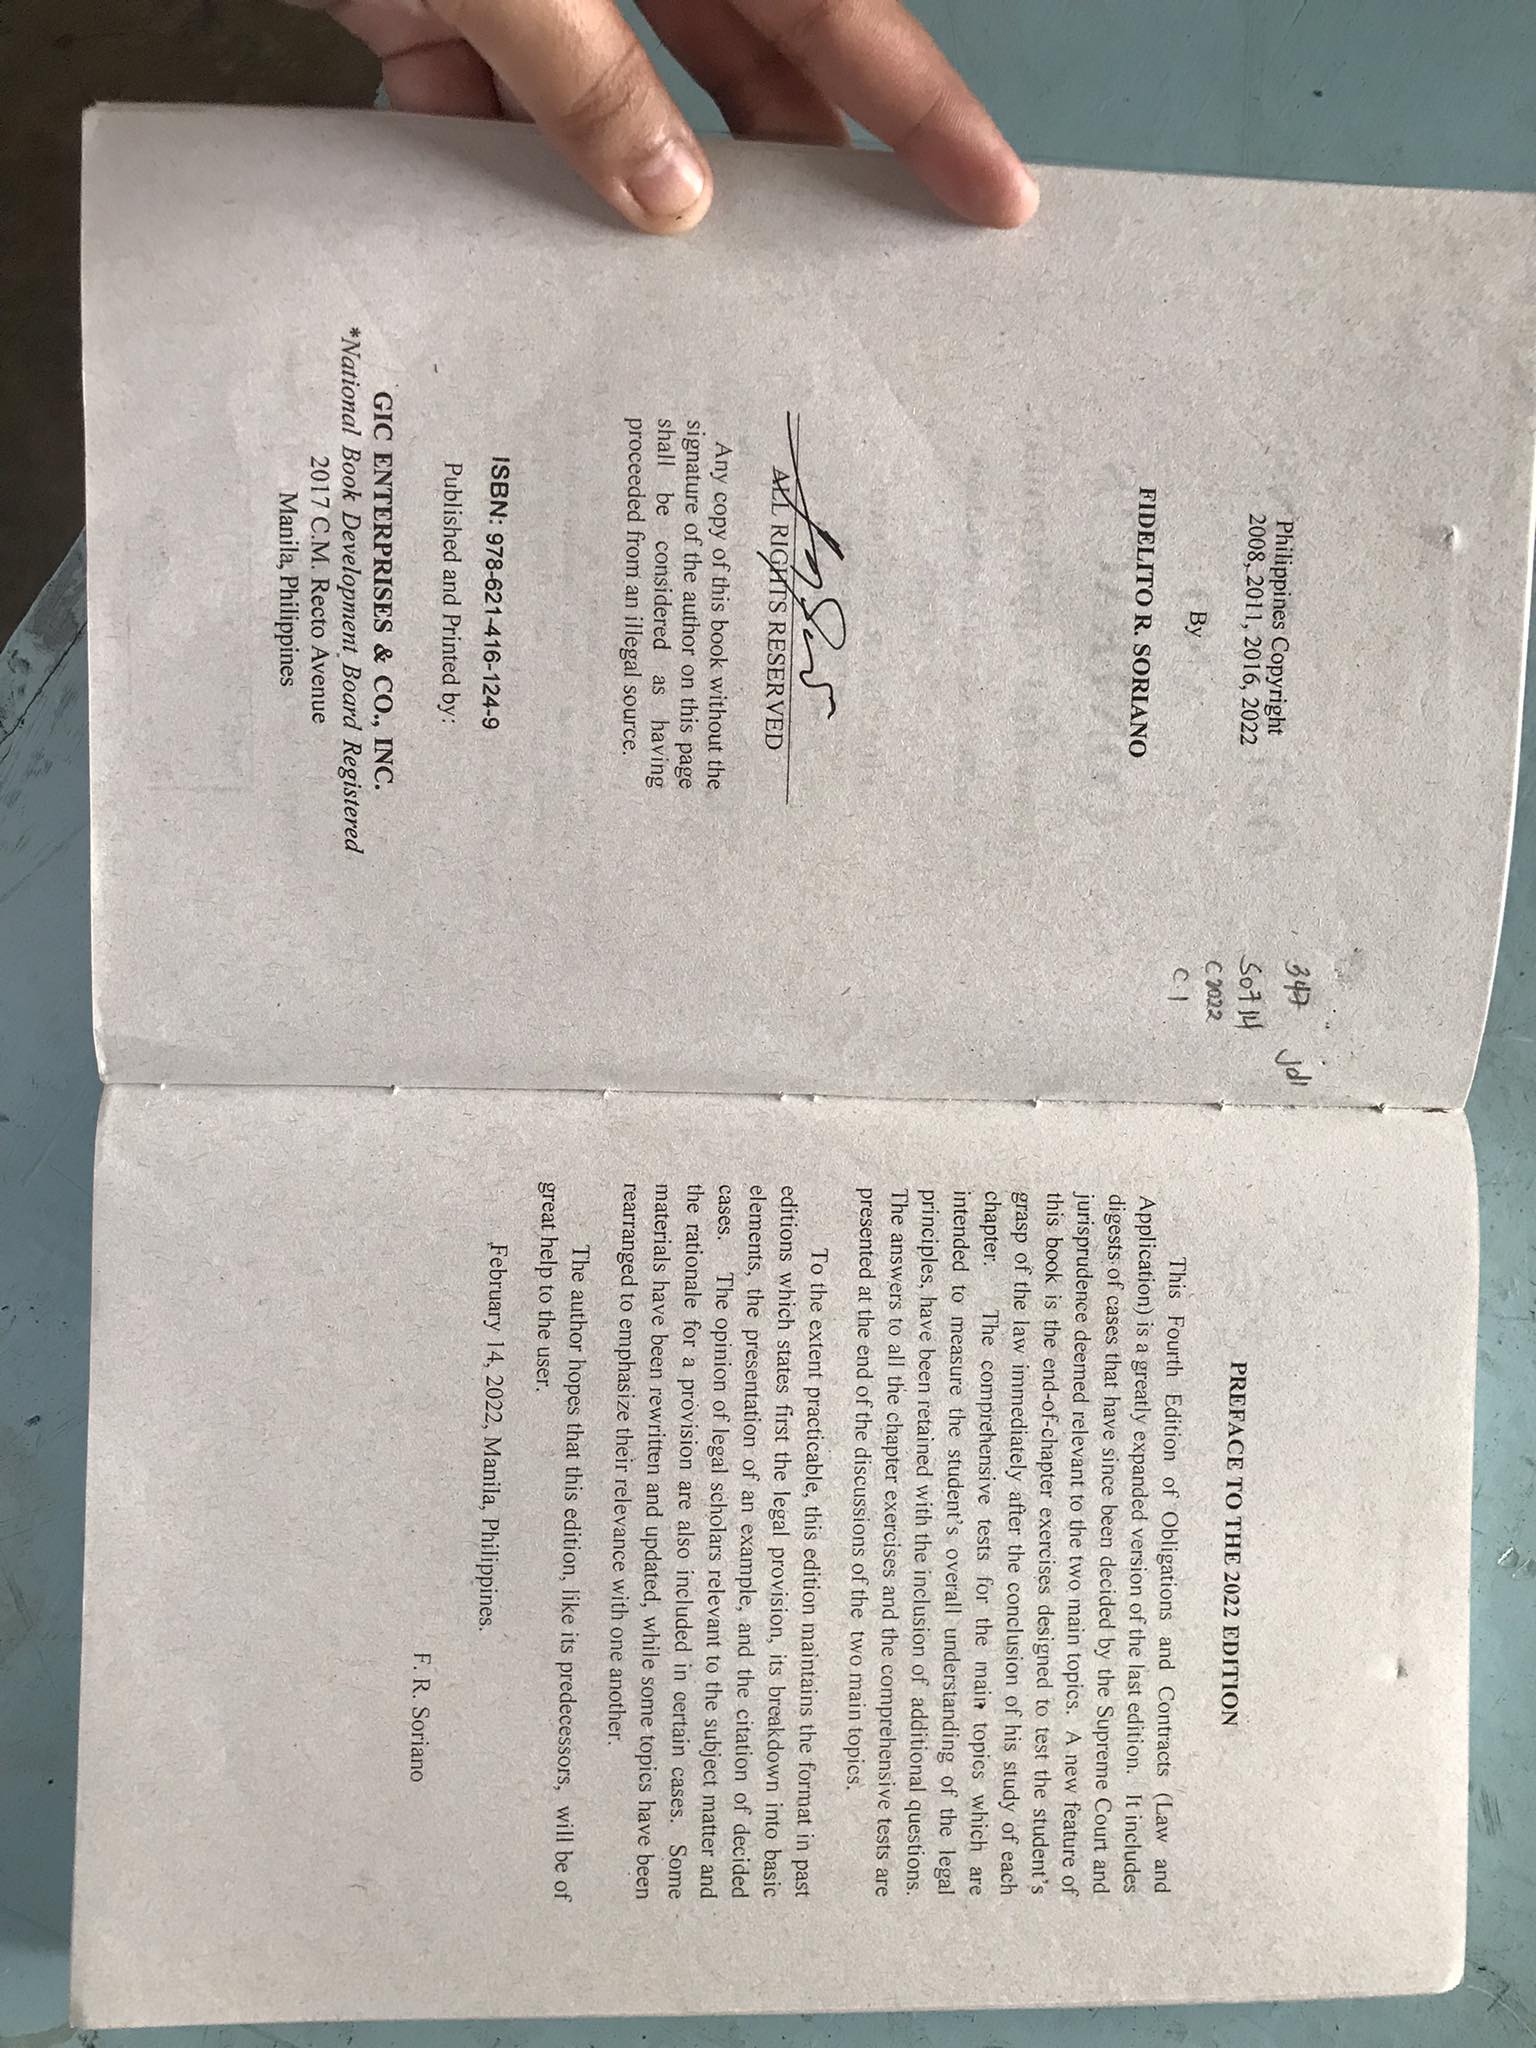 Philippines Copyright
2008, 2011, 2016, 2022
By
FIDELITO R. SORIANO
347 jdl
So714
C2022
C.1
ALL RIGHTS RESERVED
Any copy of this book without the
signature of the author on this page
shall be considered as having
proceeded from an illegal source.
ISBN: 978-621-416-124-9
Published and Printed by:
GIC ENTERPRISES & CO., INC.
*National Book Development Board Registered
2017 C.M. Recto Avenue
Manila, Philippines
PREFACE TO THE 2022 EDITION
This Fourth Edition of Obligations and Contracts (Law and
Application) is a greatly expanded version of the last edition. It includes
digests of cases that have since been decided by the Supreme Court and
jurisprudence deemed relevant to the two main topics. A new feature of
this book is the end-of-chapter exercises designed to test the student's
grasp of the law immediately after the conclusion of his study of each
chapter. The comprehensive tests for the main topics which are
intended to measure the student's overall understanding of the legal
principles, have been retained with the inclusion of additional questions.
The answers to all the chapter exercises and the comprehensive tests are
presented at the end of the discussions of the two main topics.
To the extent practicable, this edition maintains the format in past
editions which states first the legal provision, its breakdown into basic
elements, the presentation of an example, and the citation of decided
cases. The opinion of legal scholars relevant to the subject matter and
the rationale for a provision are also included in certain cases. Some
materials have been rewritten and updated, while some topics have been
rearranged to emphasize their relevance with one another.
The author hopes that this edition, like its predecessors, will be of
great help to the user.
February 14, 2022, Manila, Philippines.
F. R. Soriano